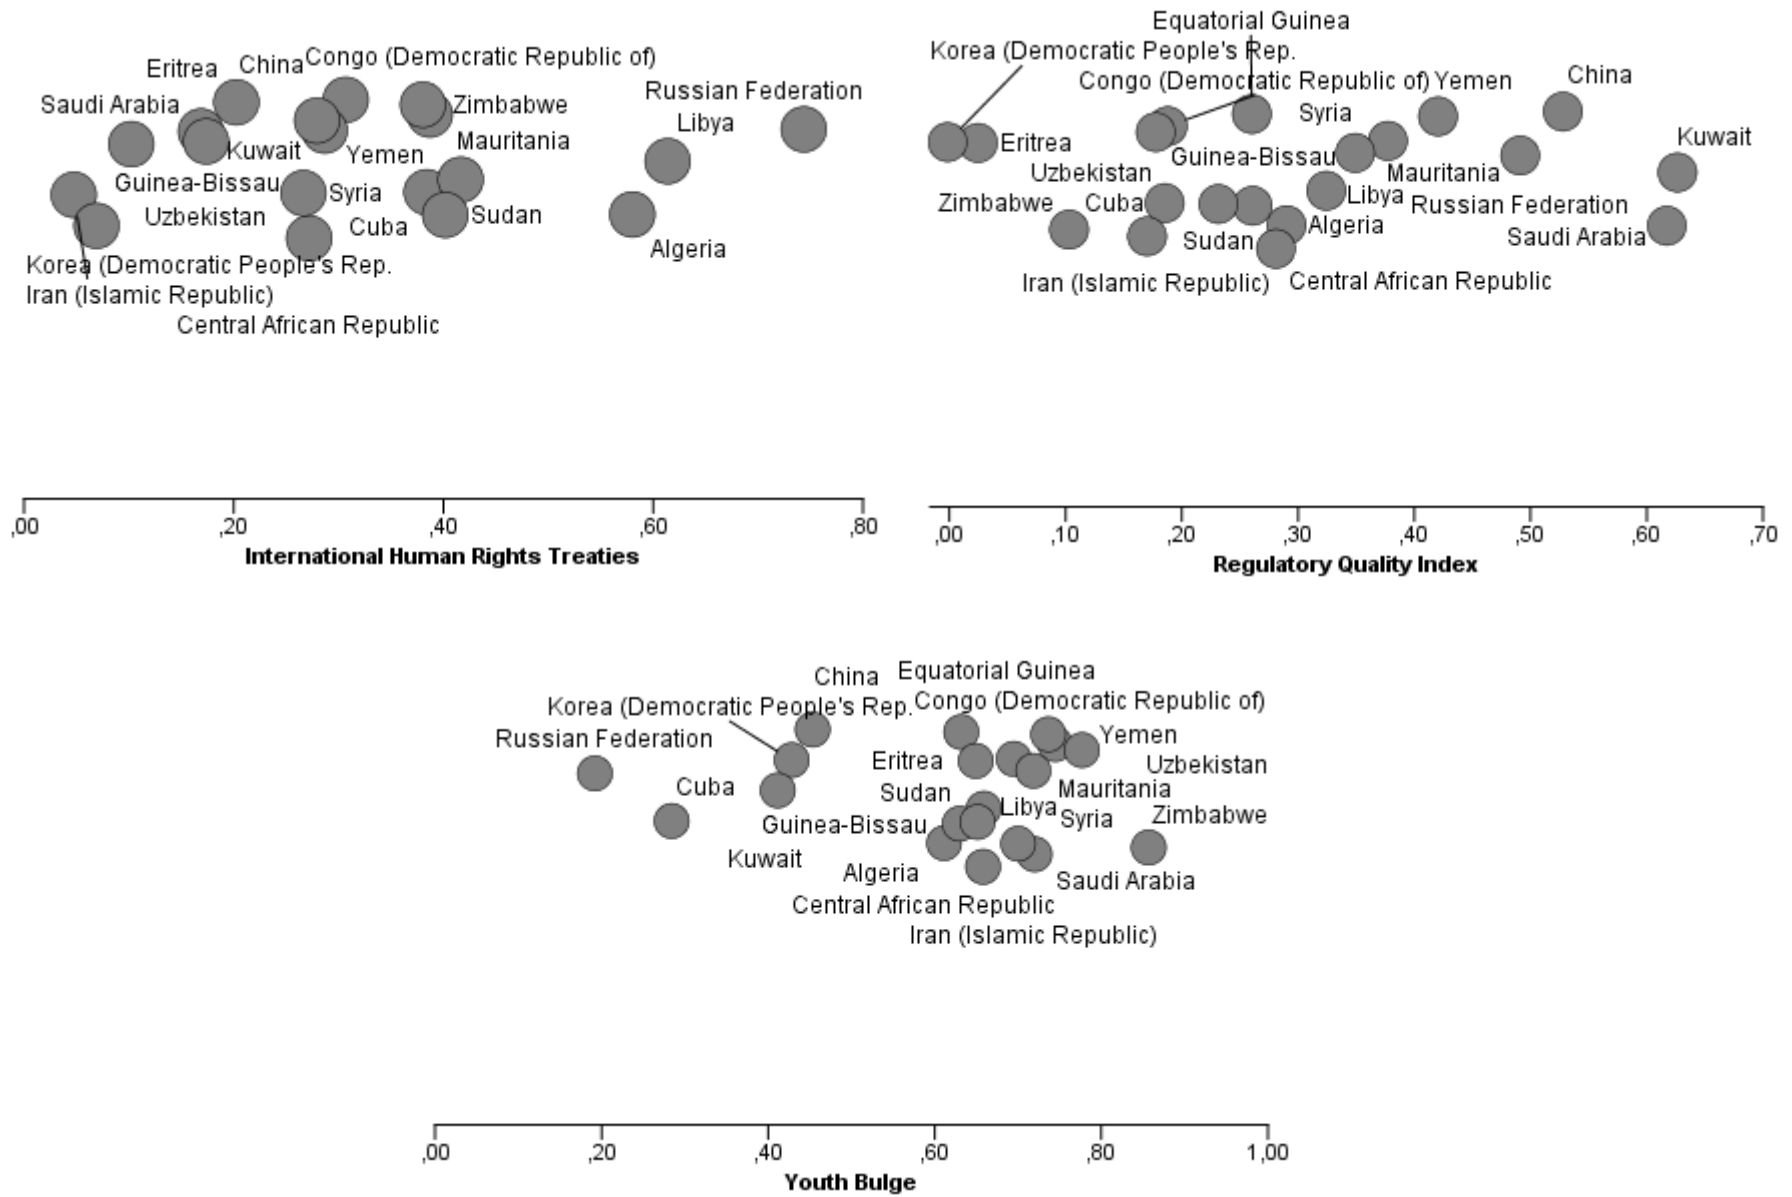 Congo (Democratic Republic of)
China
Eritrea
Russian Federation
Saudi Arabia
Zimbabwe
Libya
Mauritania
Kuwait
Yemen
Guinea-Bissau
Syria
Uzbekistan
Cuba
Sudan
Algeria
Korea (Democratic People's Rep.
Iran (Islamic Republic)
Central African Republic
,00 ,20 ,40 ,60 ,80
International Human Rights Treaties
Equatorial Guinea
Korea (Democratic People's Rep.
Congo (Democratic Republic of) Yemen
China
Syria
Kuwait
Eritrea
Guinea-Bissau
Uzbekistan
Mauritania
Zimbabwe
Cuba
Libya
Russian Federation
Sudan
Algeria
Saudi Arabia
Iran (Islamic Republic)
Central African Republic
,00 ,10 ,20 ,30 ,40 ,50 ,60 ,70
Regulatory Quality Index
China
Equatorial Guinea
Korea (Democratic People's Rep.
Congo (Democratic Republic of)
Russian Federation
Yemen
Eritrea
Uzbekistan
Cuba
Sudan
Mauritania
Libya
Guinea-Bissau
Syria
Zimbabwe
Kuwait
Algeria
Saudi Arabia
Central African Republic
Iran (Islamic Republic)
,00 ,20 ,40 ,60 ,80 1,00
Youth Bulge